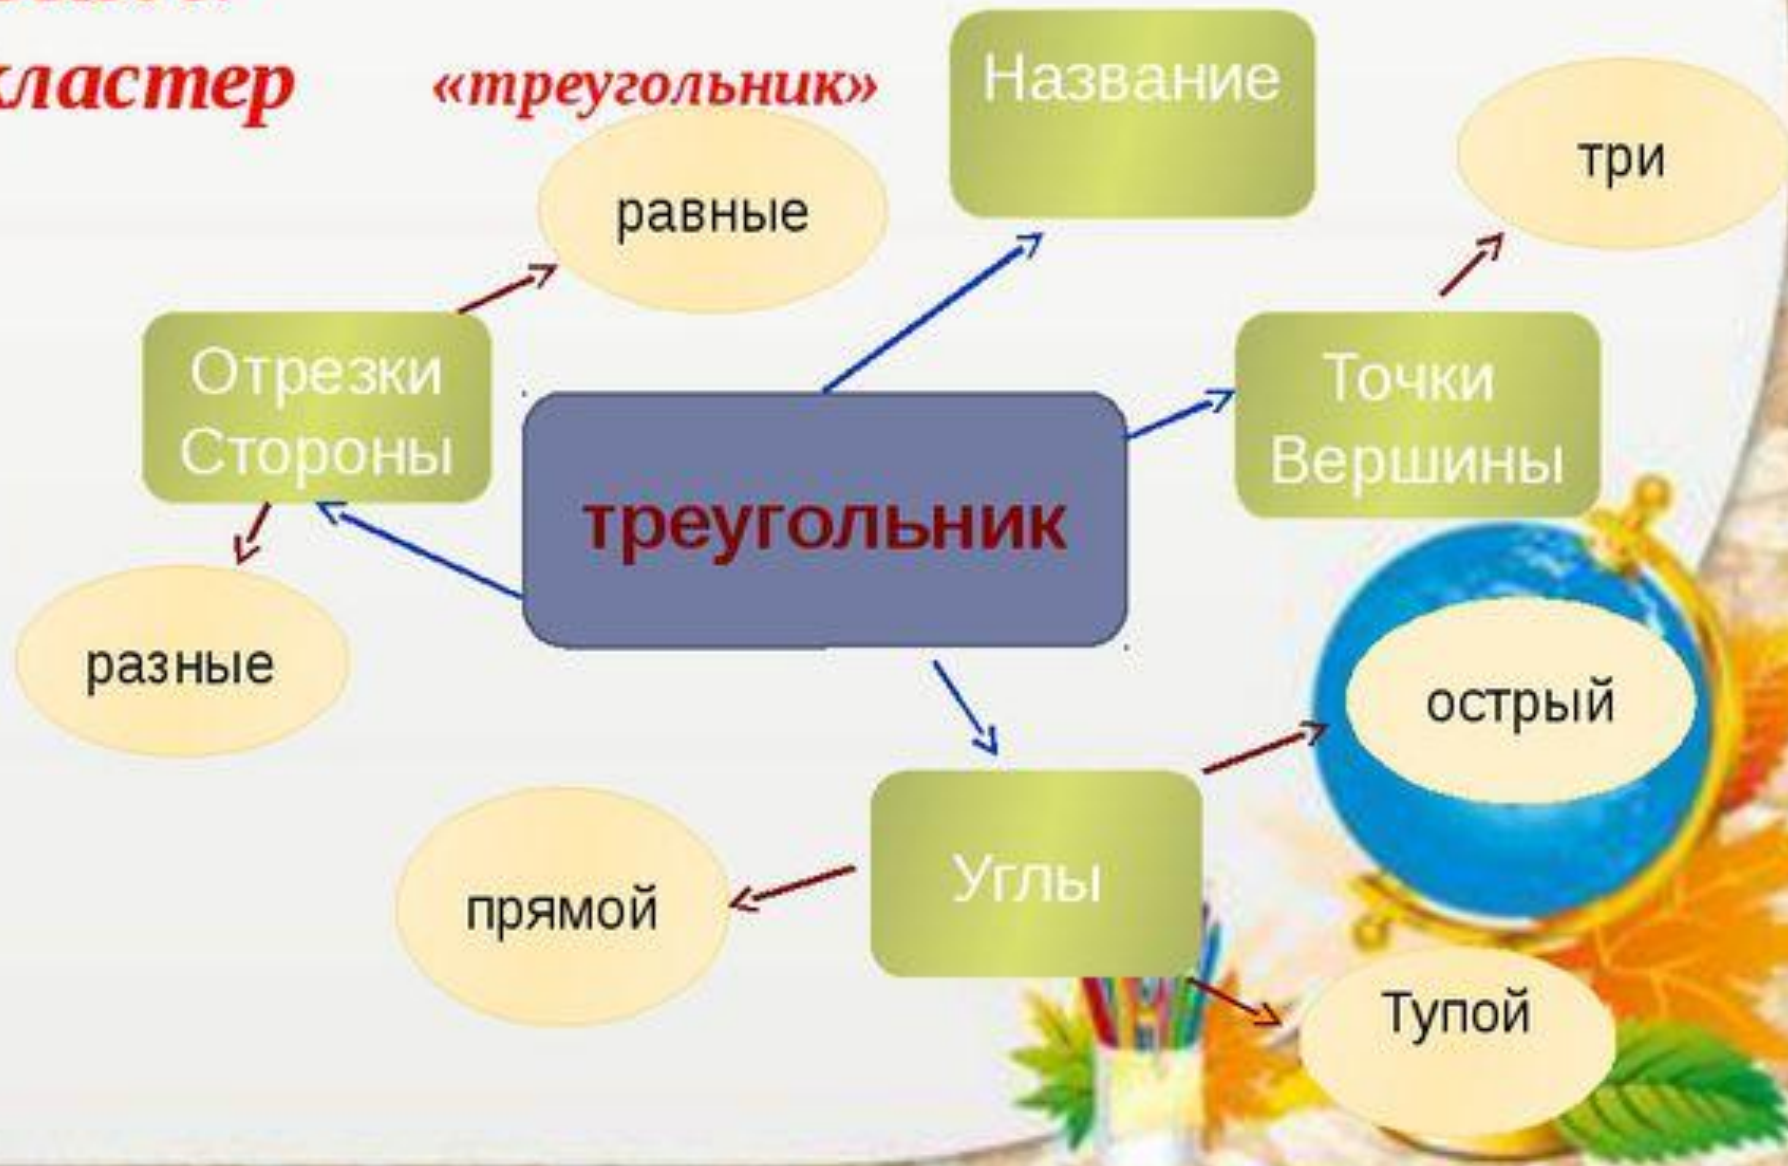 кластер «треугольник»
Название
три
равные
Отрезки
Стороны
Точки
Вершины
треугольник
разные
острый
Углы
прямой
Тупой